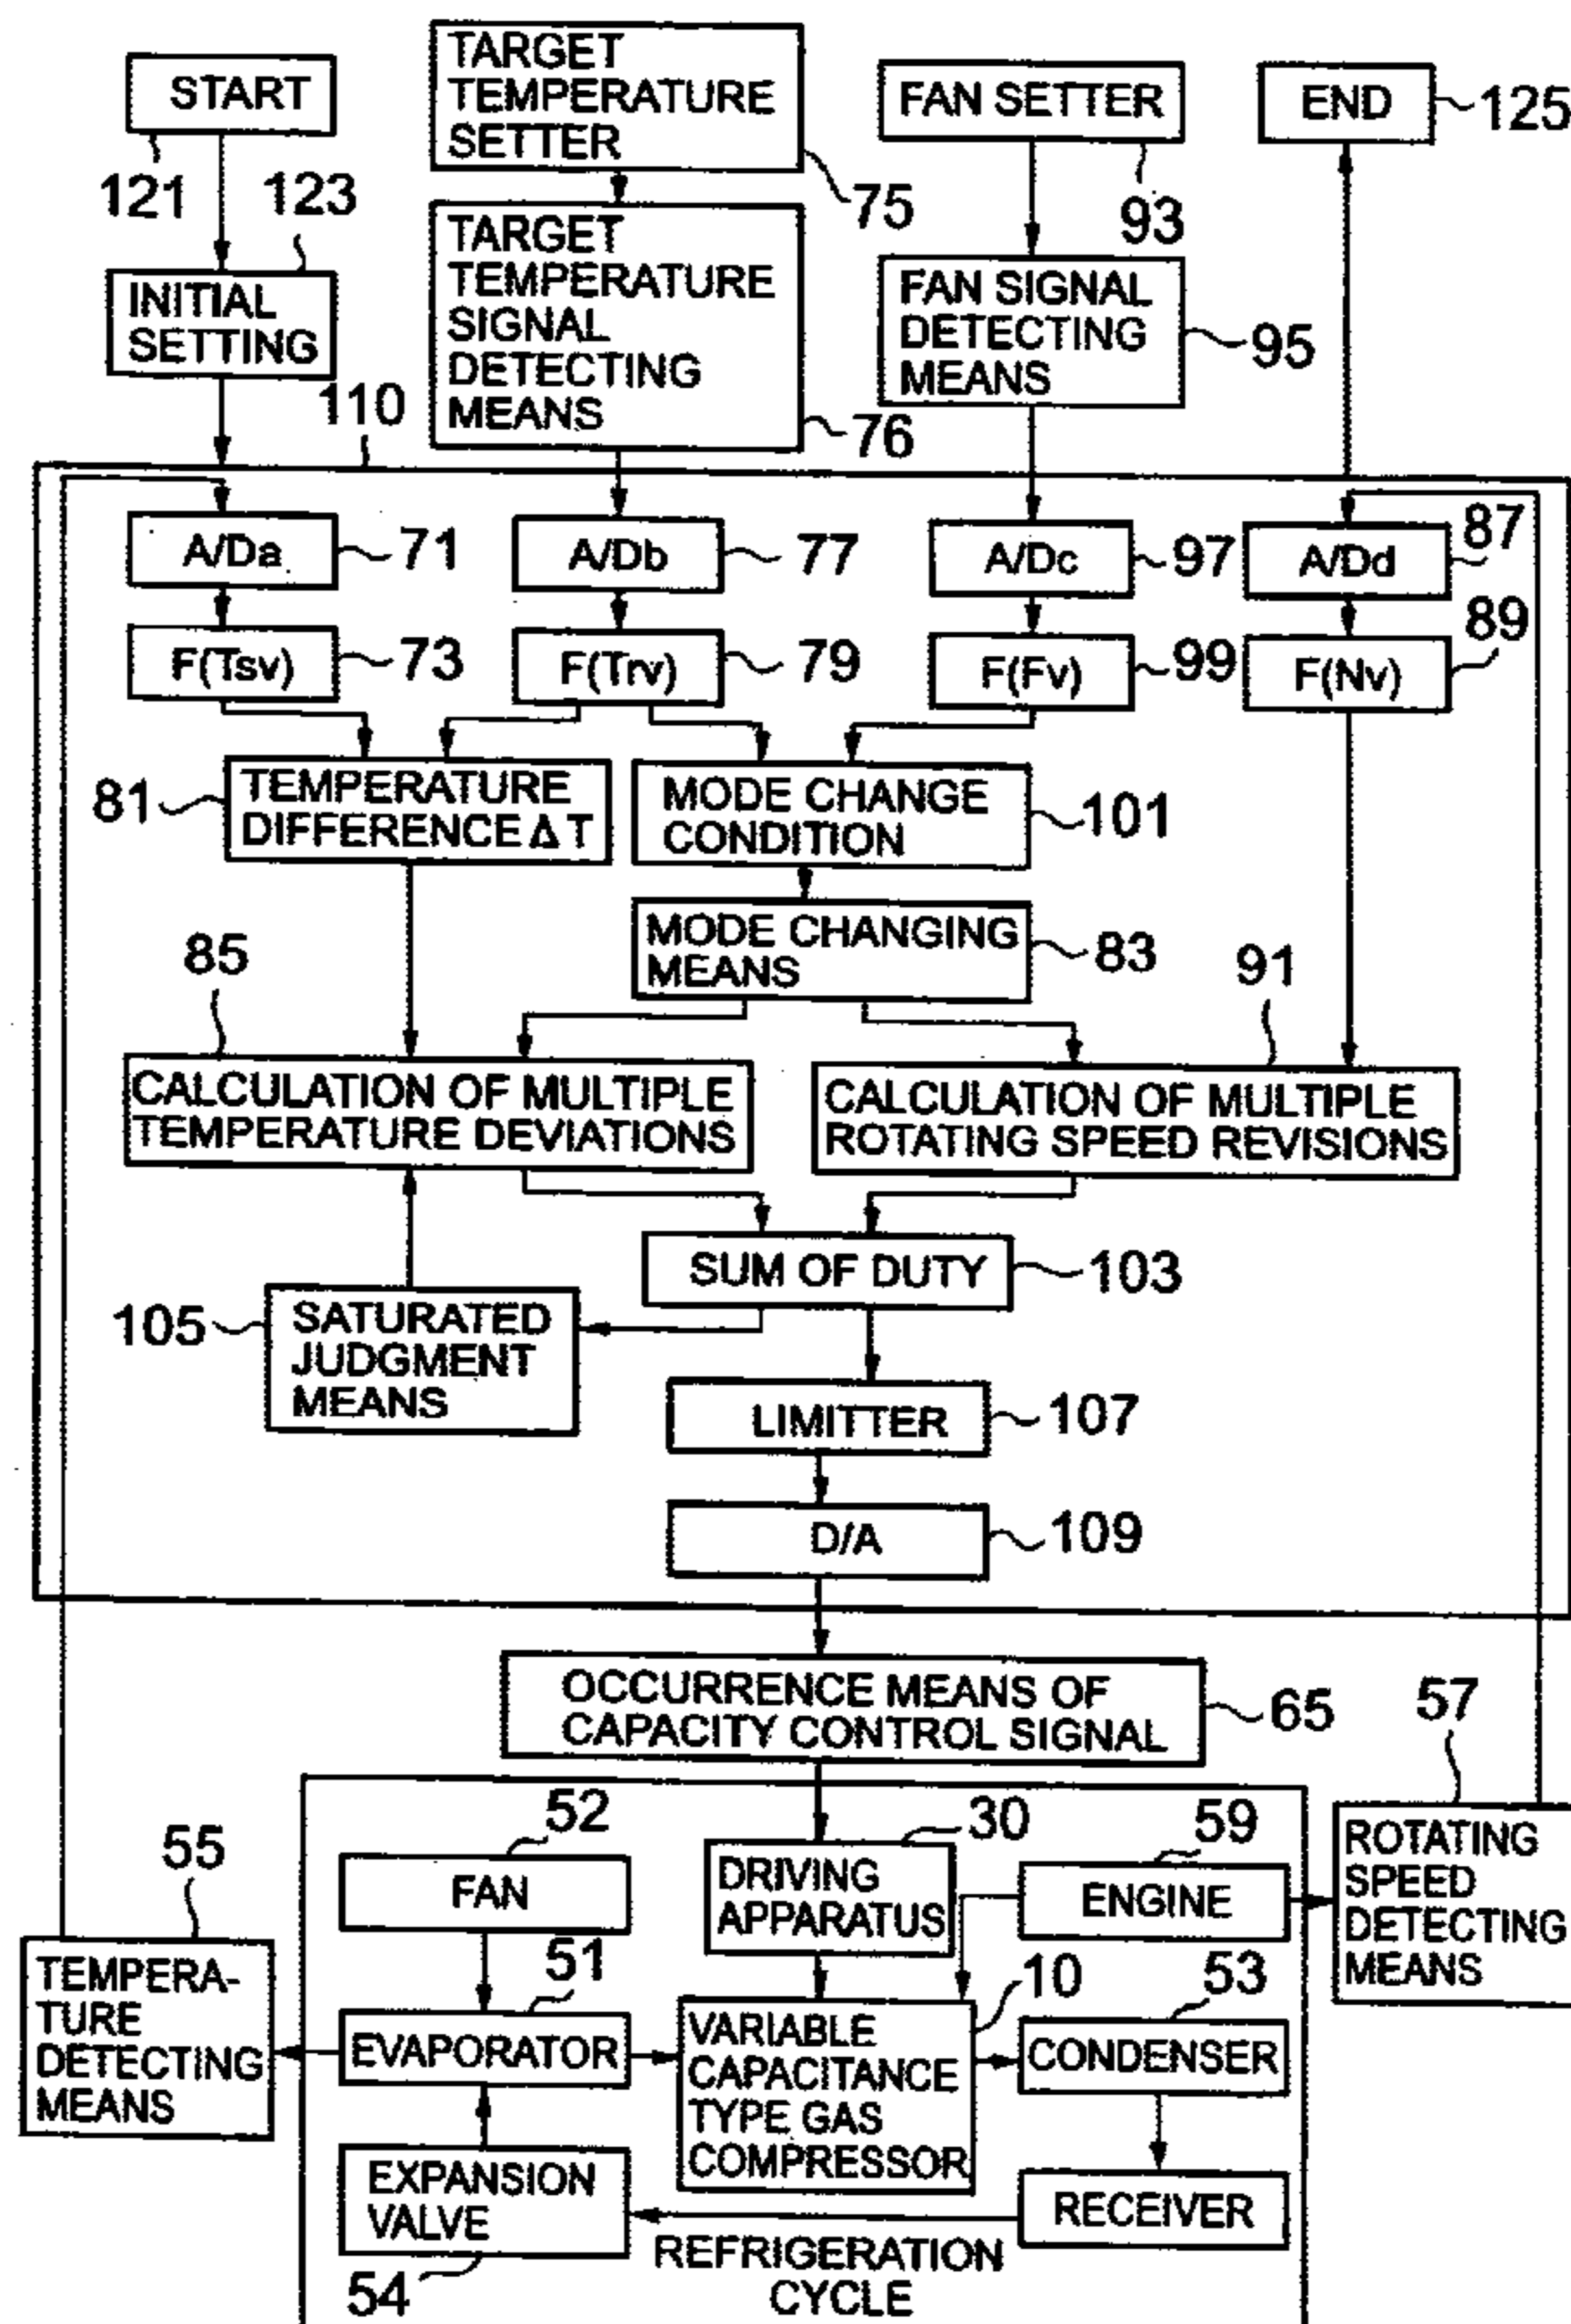 START
121
TARGET
TEMPERATURE
SETTER
75
FAN SETTER
93
END
125
123
INITIAL
SETTING
TARGET
TEMPERATURE
SIGNAL
DETECTING
MEANS
76
FAN SIGNAL
DETECTING
MEANS
95
110
A/Da
71
A/Db
77
A/Dc
97
A/Dd
87
F(Tsv)
73
F(Trv)
79
F(Fv)
99
F(Nv)
89
81
TEMPERATURE
DIFFERENCE Δ T
MODE CHANGE
CONDITION
101
MODE CHANGING
MEANS
83
85
CALCULATION OF MULTIPLE
TEMPERATURE DEVIATIONS
91
CALCULATION OF MULTIPLE
ROTATING SPEED REVISIONS
SUM OF DUTY
103
105
SATURATED
JUDGMENT
MEANS
LIMITTER
107
D/A
109
OCCURRENCE MEANS OF
CAPACITY CONTROL SIGNAL
65
57
ROTATING
SPEED
DETECTING
MEANS
55
TEMPERA-
TURE
DETECTING
MEANS
52
FAN
30
DRIVING
APPARATUS
59
ENGINE
51
EVAPORATOR
10
VARIABLE
CAPACITANCE
TYPE GAS
COMPRESSOR
53
CONDENSER
EXPANSION
VALVE
54
RECEIVER
REFRIGERATION
CYCLE